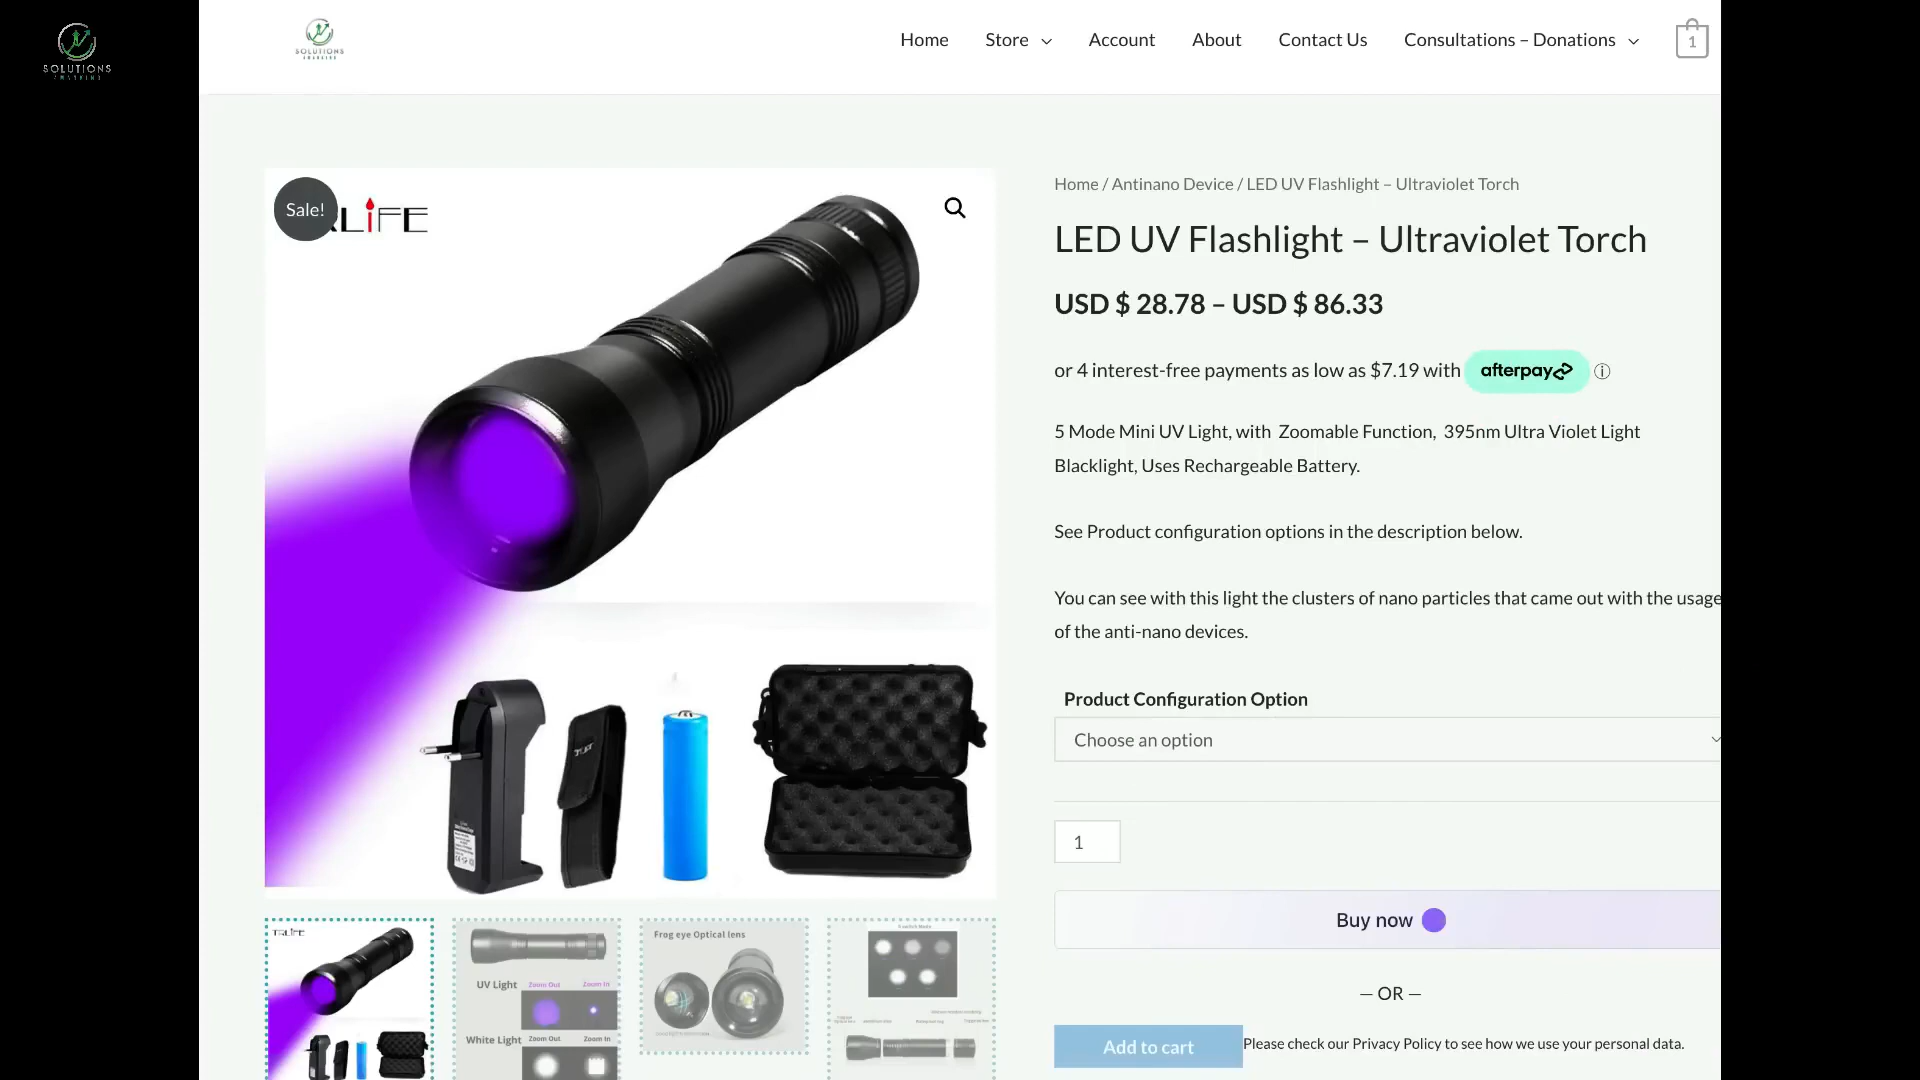 SOLUTIONS
SOLUTIONS
Home
Store
Account
About
Contact Us
Consultations – Donations
1
Sale!
LIFE
Home / Antinano Device / LED UV Flashlight – Ultraviolet Torch
LED UV Flashlight – Ultraviolet Torch
USD $ 28.78 – USD $ 86.33
or 4 interest-free payments as low as $7.19 with afterpay
5 Mode Mini UV Light, with Zoomable Function, 395nm Ultra Violet Light
Blacklight, Uses Rechargeable Battery.
See Product configuration options in the description below.
You can see with this light the clusters of nano particles that came out with the usage
of the anti-nano devices.
Product Configuration Option
Choose an option
1
Buy now
— OR —
Add to cart
Please check our Privacy Policy to see how we use your personal data.
UV Light
Zoom Out
Zoom In
White Light
Zoom Out
Zoom In
Frog eye Optical lens